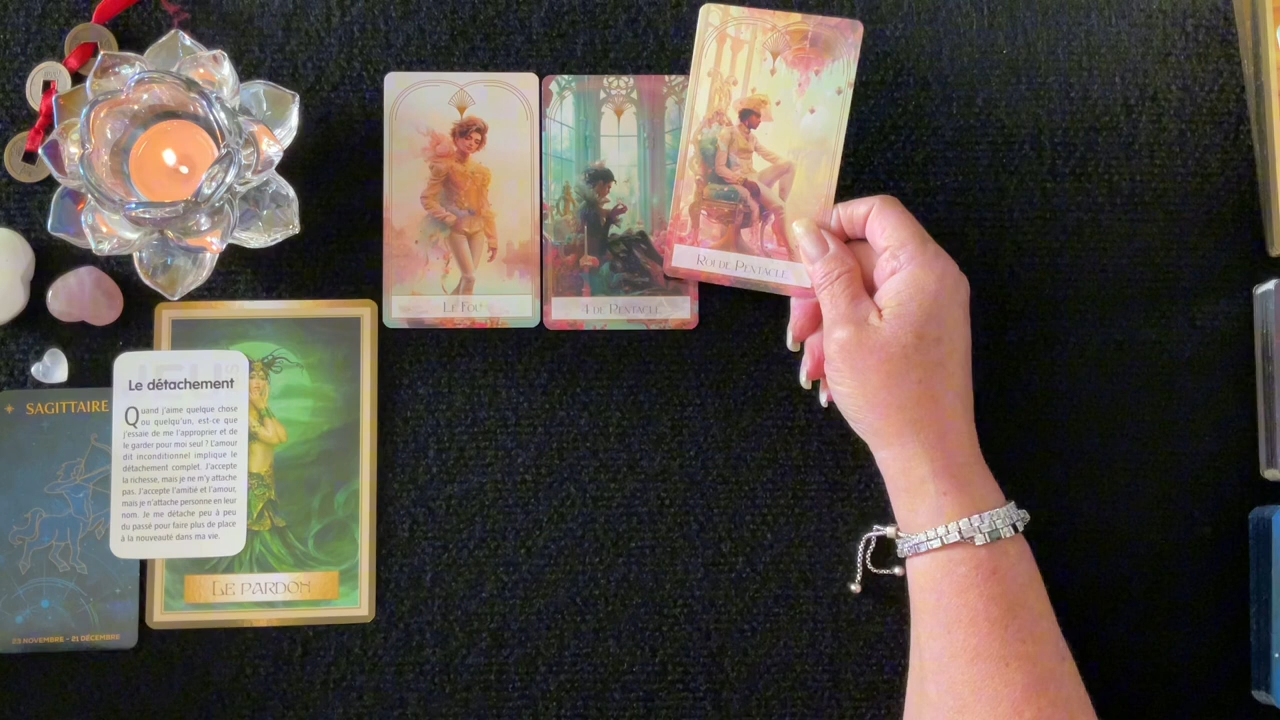 Le Fou
4 de Pentacle
Roi de Pentacle
Le détachement
Quand j'aime quelque chose
ou quelqu'un, est-ce que
j'essaie de me l'approprier et de
le garder pour moi seul ? L'amour
dit inconditionnel implique le
détachement complet. J'accepte
la richesse, mais je ne m'y attache
pas. J'accepte l'amitié et l'amour,
mais je n'attache personne en leur
nom. Je me détache peu à peu
du passé pour faire plus de place
à la nouveauté dans ma vie.
SAGITTAIRE
23 NOVEMBRE - 21 DÉCEMBRE
LE PARDON